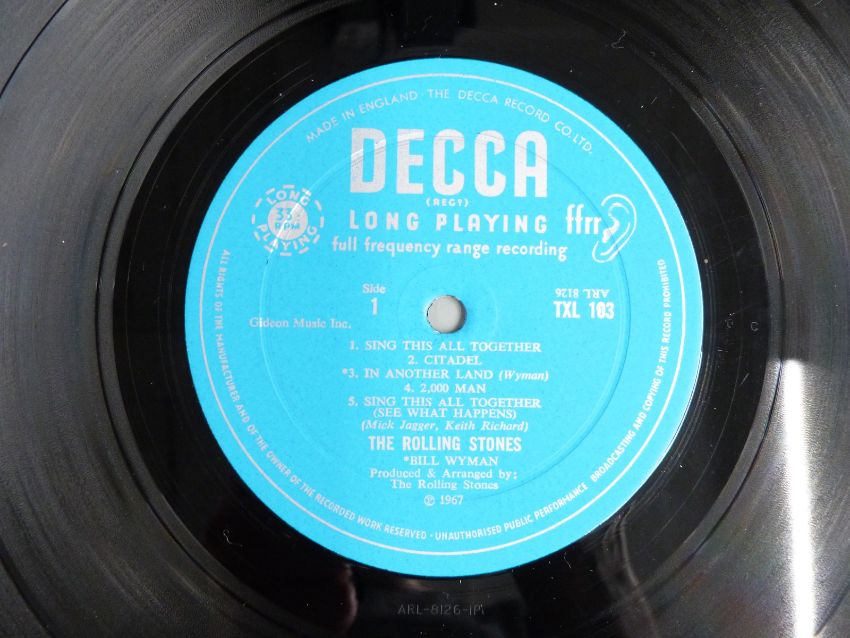 MADE IN ENGLAND · THE DECCA RECORD CO. LTD.
DECCA
(REGD)
LONG 33⅓ RPM PLAYING
LONG PLAYING ffrr
full frequency range recording
Side
1
ARL 8126
TXL 103
Gideon Music Inc.
1. SING THIS ALL TOGETHER
2. CITADEL
*3. IN ANOTHER LAND (Wyman)
4. 2,000 MAN
5. SING THIS ALL TOGETHER
(SEE WHAT HAPPENS)
(Mick Jagger, Keith Richard)
THE ROLLING STONES
*BILL WYMAN
Produced & Arranged by:
The Rolling Stones
℗ 1967
ALL RIGHTS OF THE MANUFACTURER AND OF THE OWNER OF THE RECORDED WORK RESERVED · UNAUTHORISED PUBLIC PERFORMANCE BROADCASTING AND COPYING OF THIS RECORD PROHIBITED
ARL-8126-1P